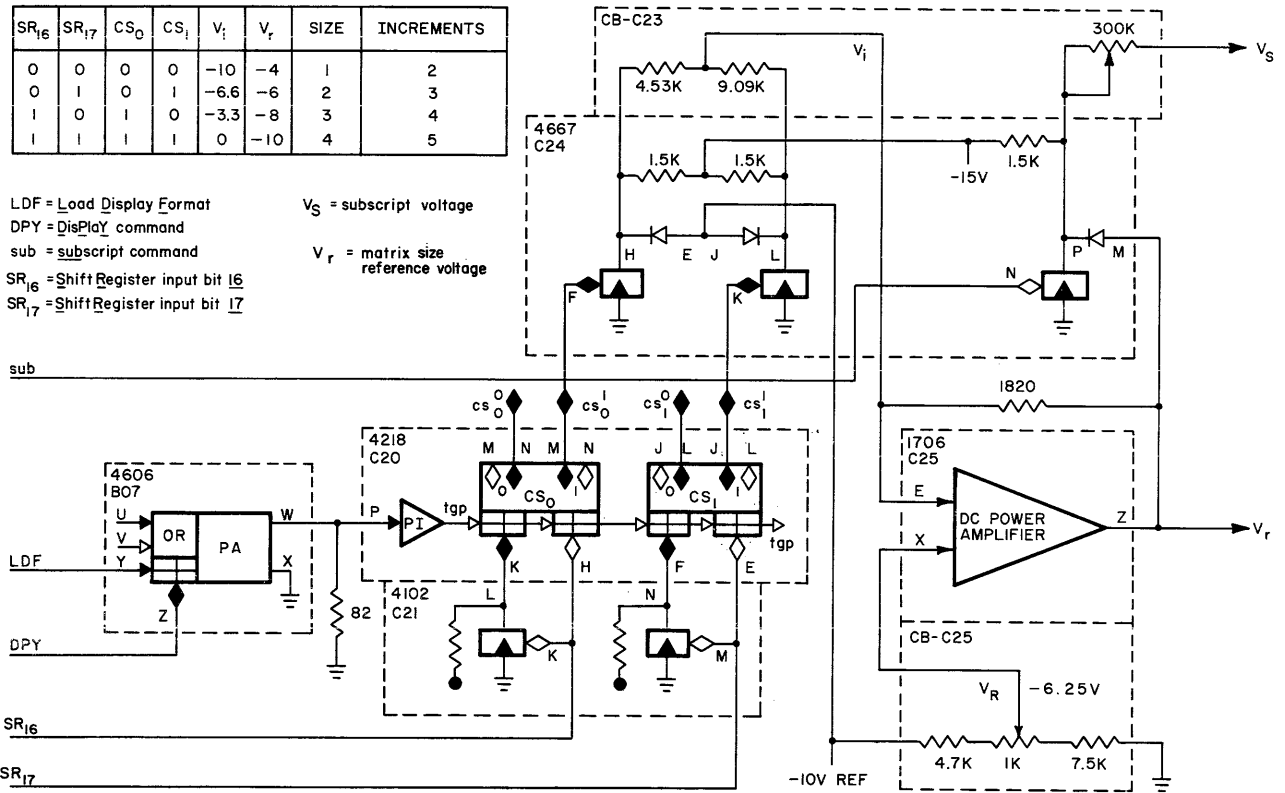 SR16 SR17 CS0 CS1 Vi Vr SIZE INCREMENTS
0 0 0 0 -10 -4 1 2
0 1 0 1 -6.6 -6 2 3
1 0 1 0 -3.3 -8 3 4
1 1 1 1 0 -10 4 5
LDF = Load Display Format
DPY = DisPlaY command
sub = subscript command
SR16 = Shift Register input bit 16
SR17 = Shift Register input bit 17
VS = subscript voltage
Vr = matrix size
reference voltage
CB-C23
Vi
300K
VS
4.53K 9.09K
4667
C24
1.5K 1.5K
-15V
1.5K
H E J L
P M
F K N
sub
cs0 0 cs0 1 cs1 0 cs1 1
1820
4218
C20
M N M N J L J L
0 1 0 1
CS0 CS1
P PI tgp tgp
K H F E
4606
B07
U
V
OR PA
W
X
LDF Y
Z
82
DPY
4102
C21
L N
K M
SR16
SR17
1706
C25
E
X
DC POWER
AMPLIFIER
Z
Vr
CB-C25
VR -6.25V
4.7K 1K 7.5K
-10V REF